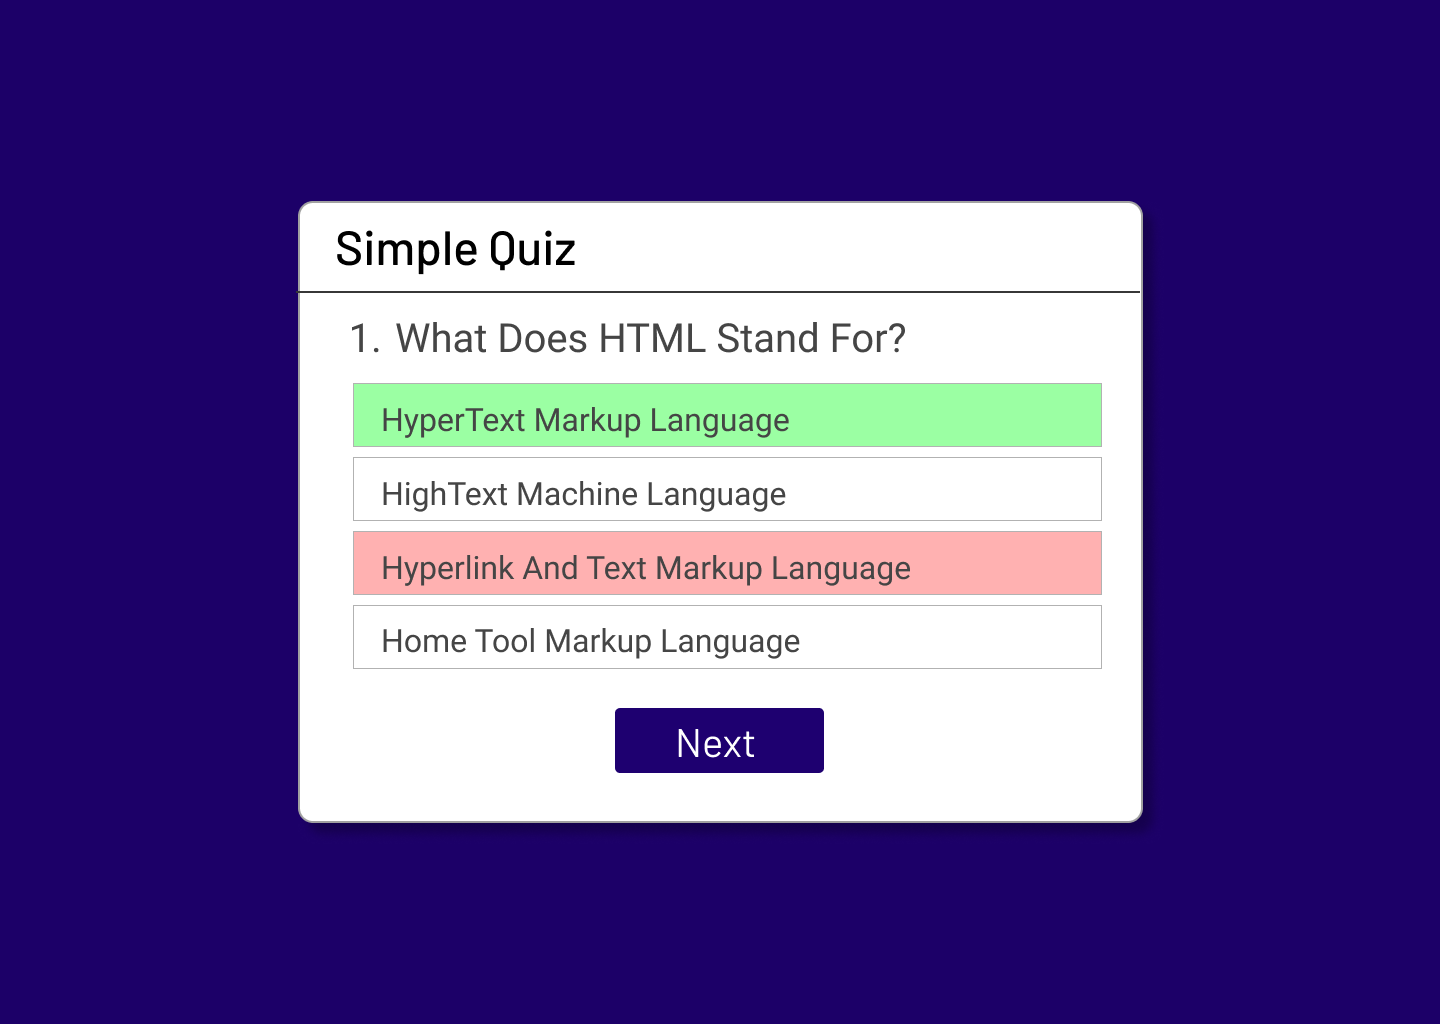 Simple Quiz
1. What Does HTML Stand For?
HyperText Markup Language
HighText Machine Language
Hyperlink And Text Markup Language
Home Tool Markup Language
Next